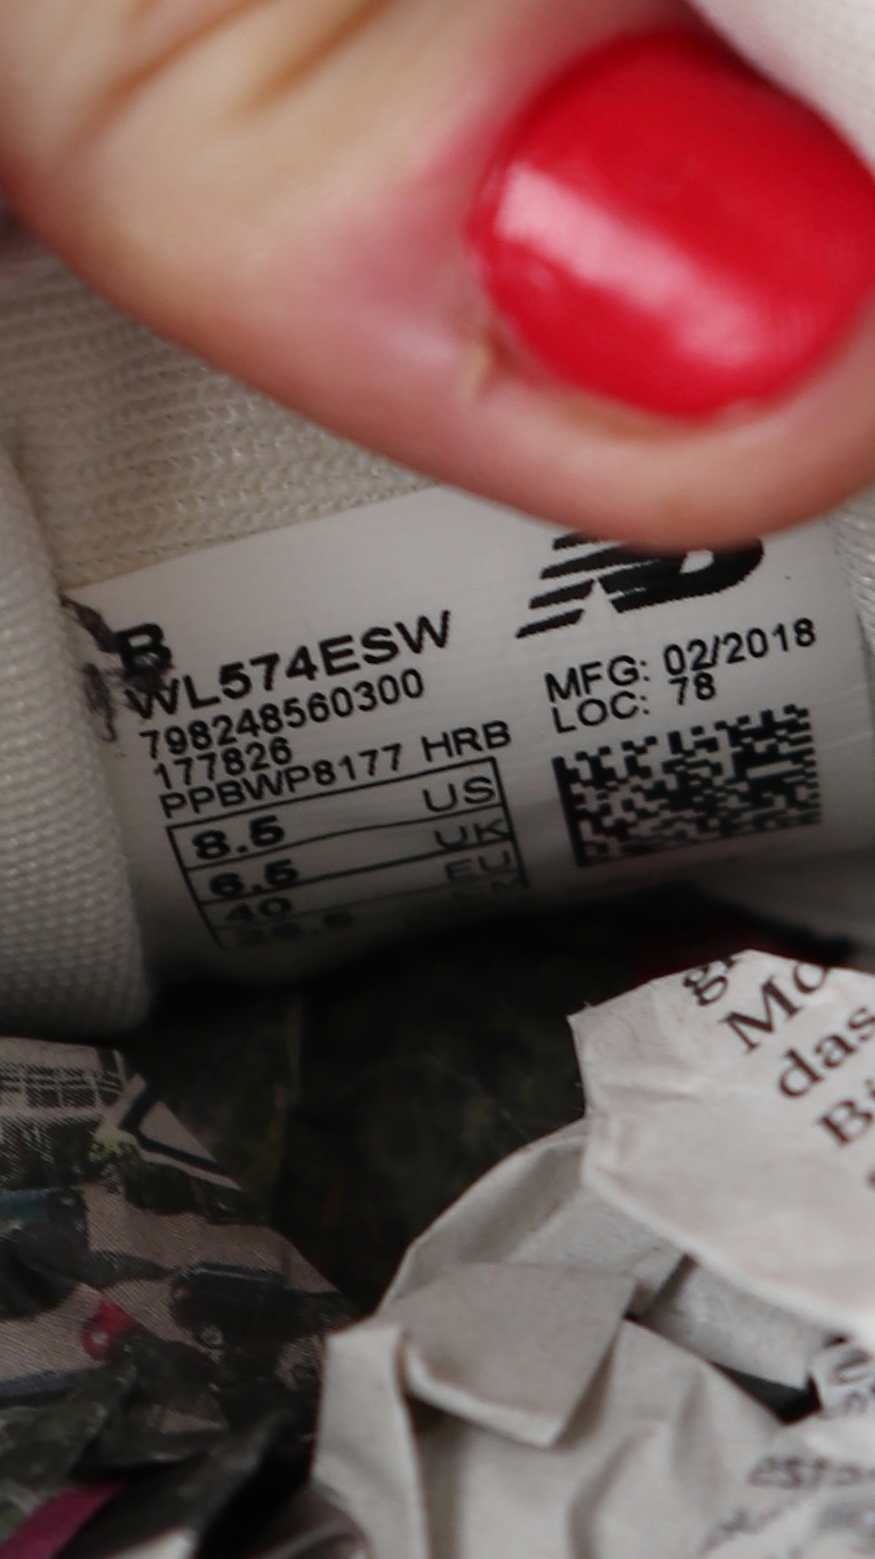 B
WL574ESW
798248560300
177826
PPBWP8177 HRB
8.5 US
6.5 UK
40 EU
NB
MFG: 02/2018
LOC: 78
Mo
das